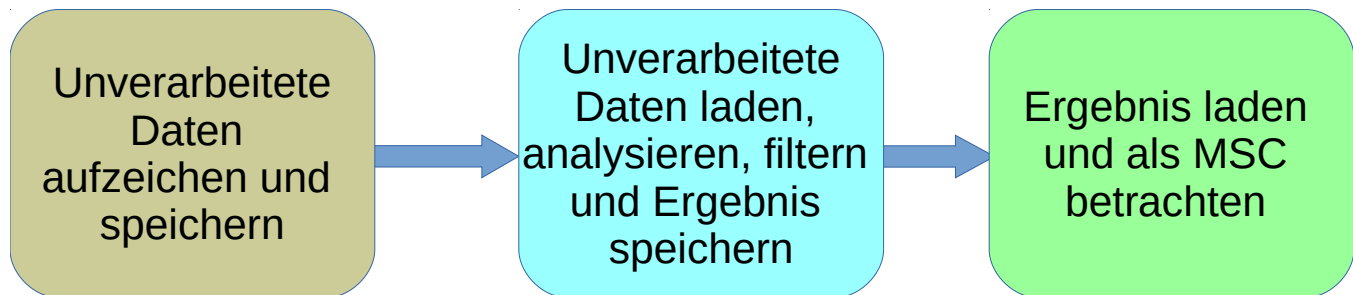 Unverarbeitete
Daten
aufzeichen und
speichern
Unverarbeitete
Daten laden,
analysieren, filtern
und Ergebnis
speichern
Ergebnis laden
und als MSC
betrachten